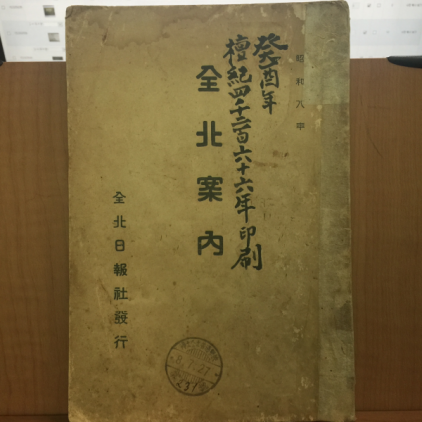 昭和八年
癸酉年
檀紀四千二百六十六年印刷
全北案內
全北日報社發行